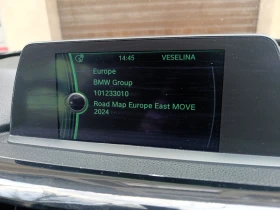 14:45 VESELINA
Europe
BMW Group
101233010
Road Map Europe East MOVE
2024